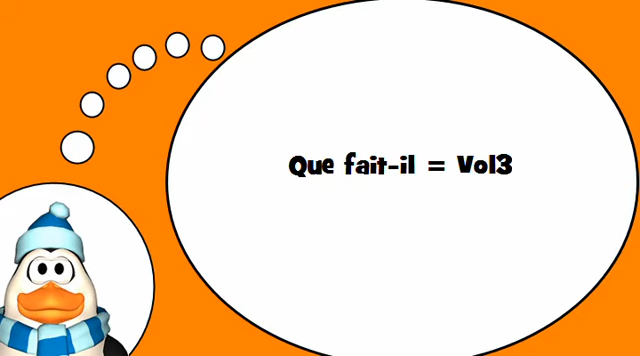 Que fait-il = Vol3